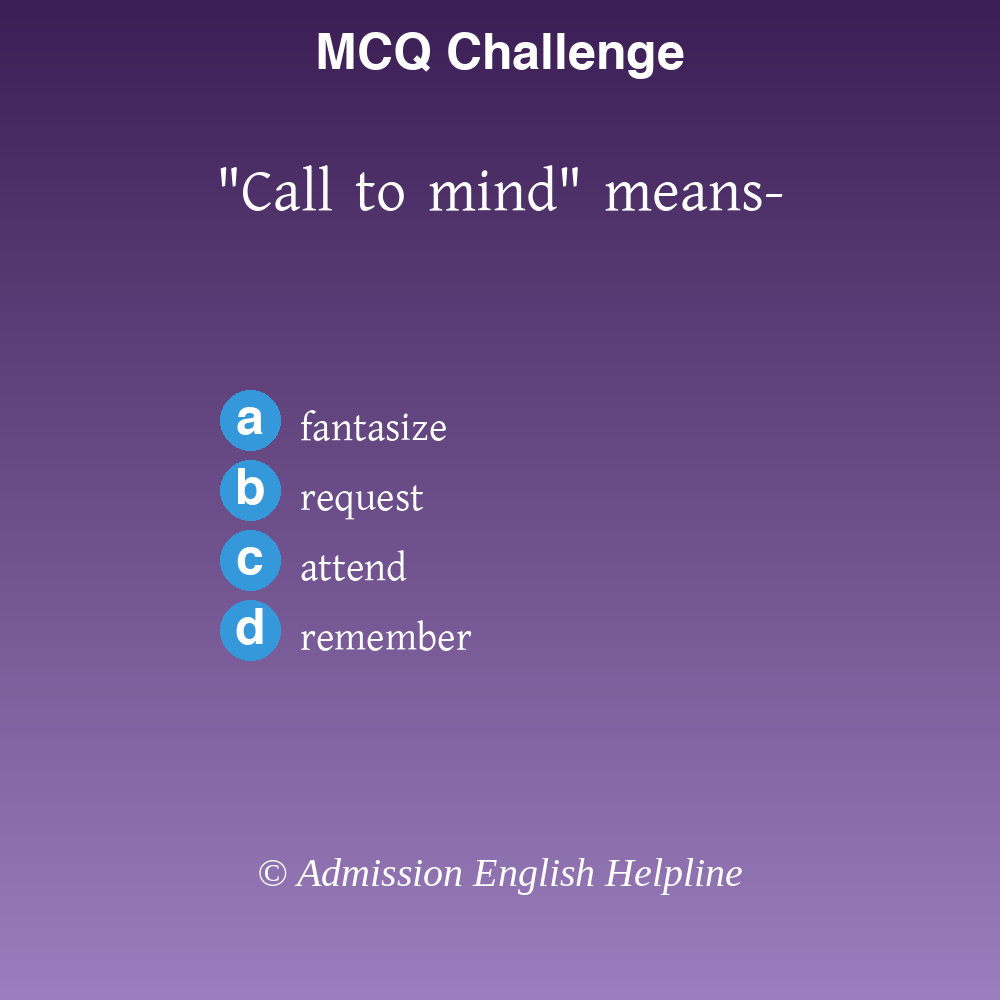 MCQ Challenge
"Call to mind" means-
a fantasize
b request
c attend
d remember
© Admission English Helpline